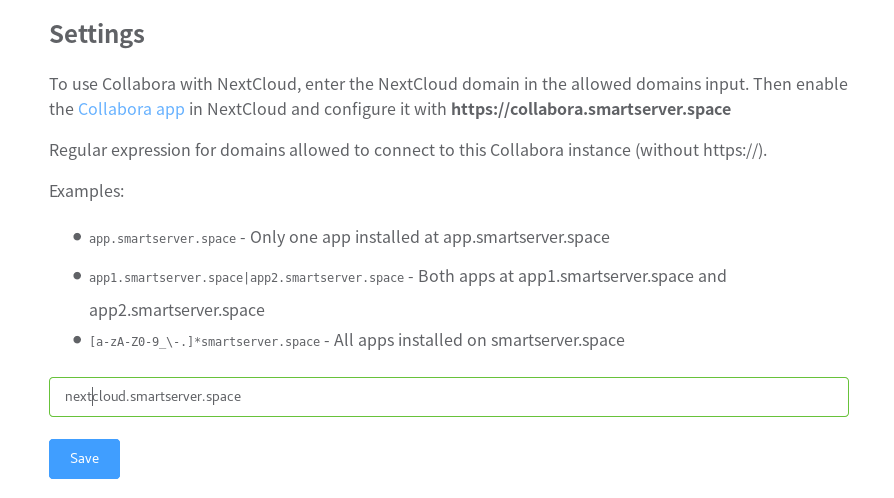 Settings
To use Collabora with NextCloud, enter the NextCloud domain in the allowed domains input. Then enable
the Collabora app in NextCloud and configure it with https://collabora.smartserver.space
Regular expression for domains allowed to connect to this Collabora instance (without https://).
Examples:
• app.smartserver.space - Only one app installed at app.smartserver.space
• app1.smartserver.space|app2.smartserver.space - Both apps at app1.smartserver.space and
app2.smartserver.space
• [a-zA-Z0-9_\-.]*smartserver.space - All apps installed on smartserver.space
nextcloud.smartserver.space
Save